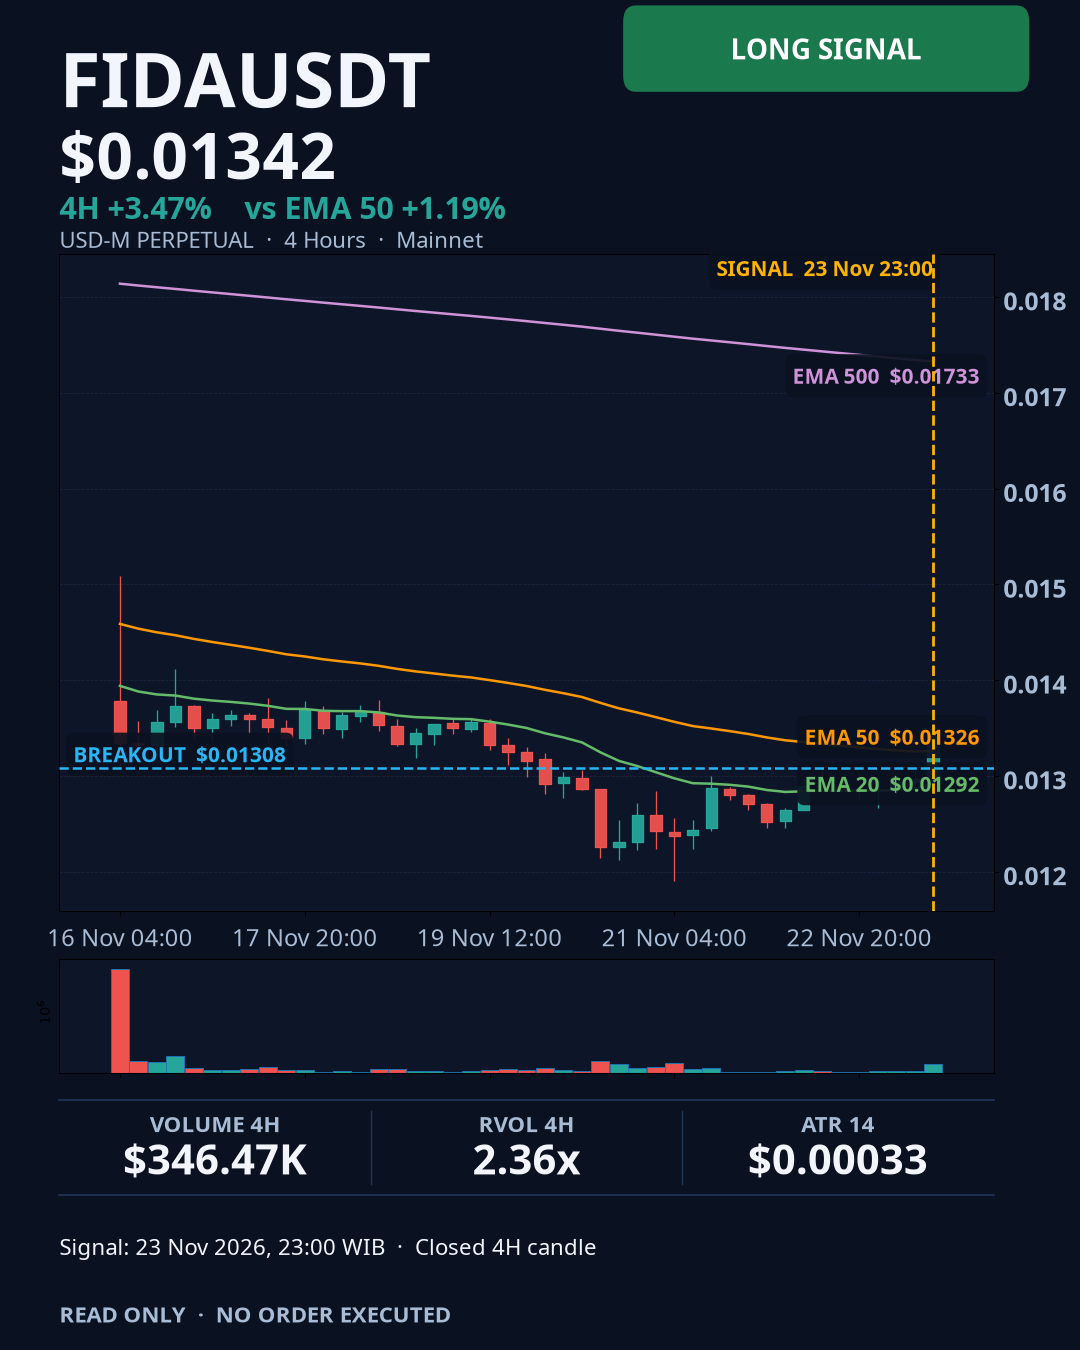 LONG SIGNAL
FIDAUSDT
$0.01342
4H +3.47% vs EMA 50 +1.19%
USD-M PERPETUAL · 4 Hours · Mainnet
SIGNAL 23 Nov 23:00
0.018
EMA 500 $0.01733
0.017
0.016
0.015
0.014
EMA 50 $0.01326
BREAKOUT $0.01308
0.013
EMA 20 $0.01292
0.012
16 Nov 04:00 17 Nov 20:00 19 Nov 12:00 21 Nov 04:00 22 Nov 20:00
10⁶
VOLUME 4H RVOL 4H ATR 14
$346.47K 2.36x $0.00033
Signal: 23 Nov 2026, 23:00 WIB · Closed 4H candle
READ ONLY · NO ORDER EXECUTED